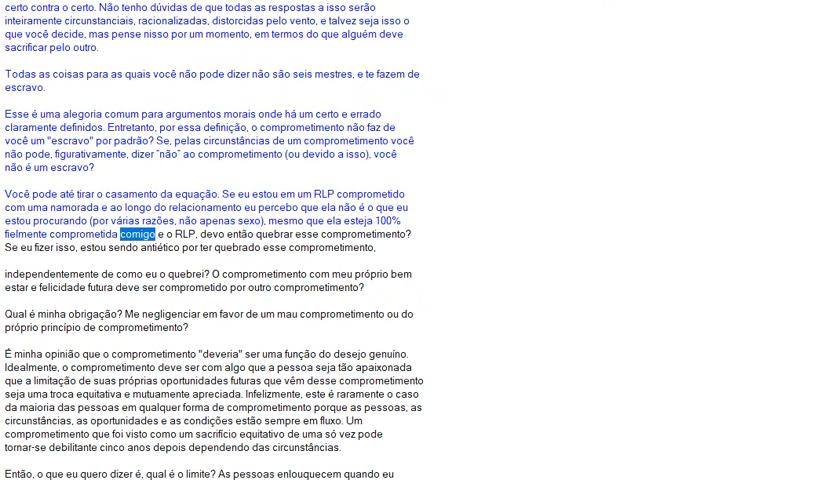 certo contra o certo. Não tenho dúvidas de que todas as respostas a isso serão
inteiramente circunstanciais, racionalizadas, distorcidas pelo vento, e talvez seja isso o
que você decide, mas pense nisso por um momento, em termos do que alguém deve
sacrificar pelo outro.
Todas as coisas para as quais você não pode dizer não são seis mestres, e te fazem de
escravo.
Esse é uma alegoria comum para argumentos morais onde há um certo e errado
claramente definidos. Entretanto, por essa definição, o comprometimento não faz de
você um "escravo" por padrão? Se, pelas circunstâncias de um comprometimento você
não pode, figurativamente, dizer "não" ao comprometimento (ou devido a isso), você
não é um escravo?
Você pode até tirar o casamento da equação. Se eu estou em um RLP comprometido
com uma namorada e ao longo do relacionamento eu percebo que ela não é o que eu
estou procurando (por várias razões, não apenas sexo), mesmo que ela esteja 100%
fielmente comprometida comigo e o RLP, devo então quebrar esse comprometimento?
Se eu fizer isso, estou sendo antiético por ter quebrado esse comprometimento,
independentemente de como eu o quebrei? O comprometimento com meu próprio bem
estar e felicidade futura deve ser comprometido por outro comprometimento?
Qual é minha obrigação? Me negligenciar em favor de um mau comprometimento ou do
próprio princípio de comprometimento?
É minha opinião que o comprometimento "deveria" ser uma função do desejo genuíno.
Idealmente, o comprometimento deve ser com algo que a pessoa seja tão apaixonada
que a limitação de suas próprias oportunidades futuras que vêm desse comprometimento
seja uma troca equitativa e mutuamente apreciada. Infelizmente, este é raramente o caso
da maioria das pessoas em qualquer forma de comprometimento porque as pessoas, as
circunstâncias, as oportunidades e as condições estão sempre em fluxo. Um
comprometimento que foi visto como um sacrifício equitativo de uma só vez pode
tornar-se debilitante cinco anos depois dependendo das circunstâncias.
Então, o que eu quero dizer é, qual é o limite? As pessoas enlouquecem quando eu